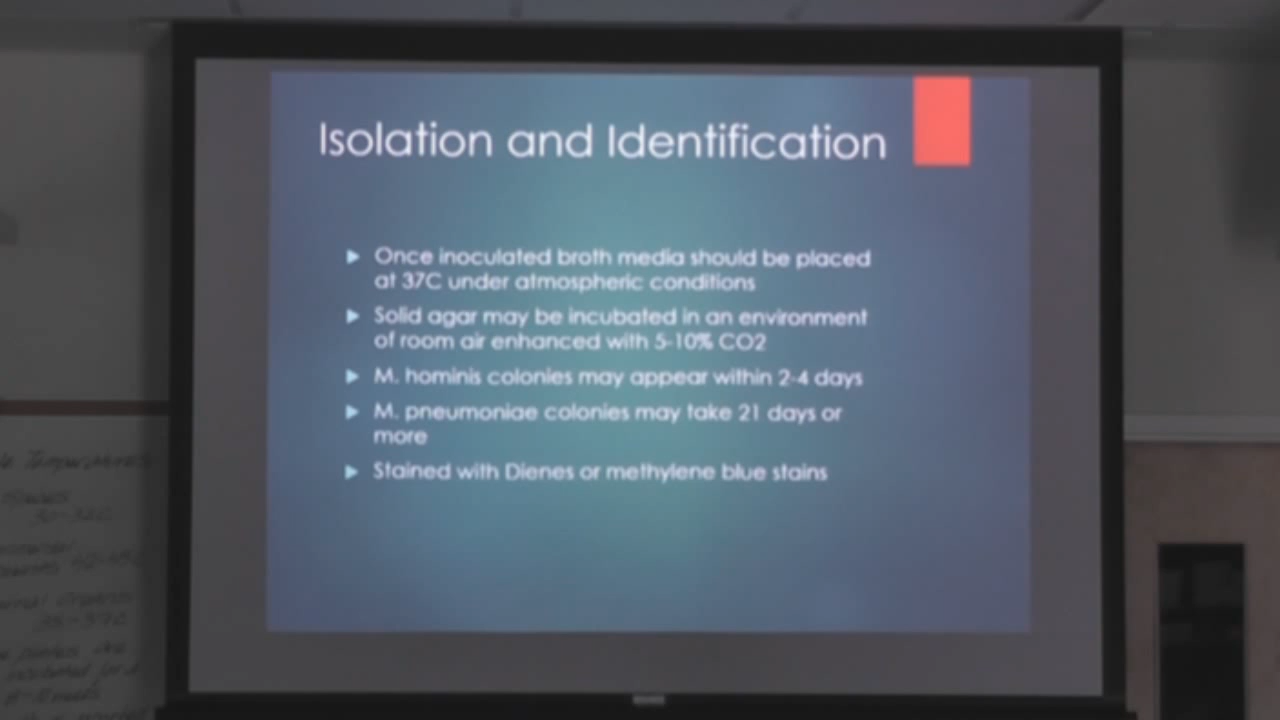 Isolation and Identification
Once inoculated broth media should be placed
at 37C under atmospheric conditions
Solid agar may be incubated in an environment
of room air enhanced with 5-10% CO2
M. hominis colonies may appear within 2-4 days
M. pneumoniae colonies may take 21 days or
more
Stained with Dienes or methylene blue stains